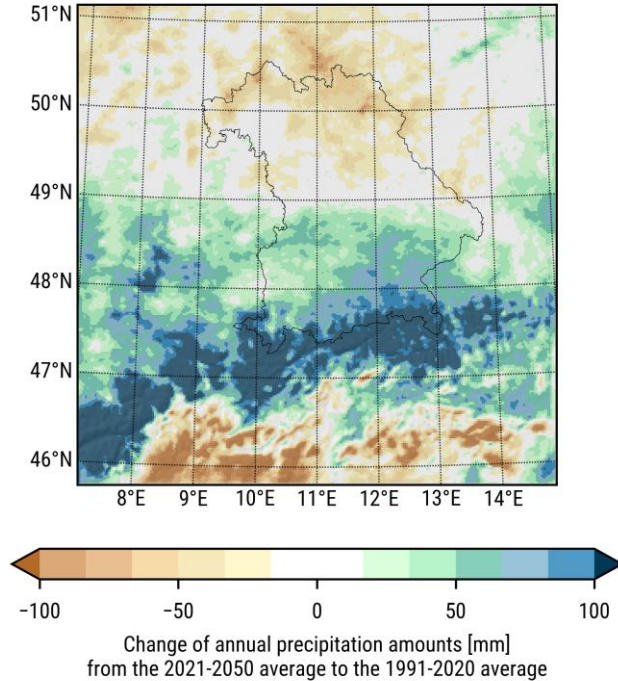 51°N
50°N
49°N
48°N
47°N
46°N
8°E 9°E 10°E 11°E 12°E 13°E 14°E
−100 −50 0 50 100
Change of annual precipitation amounts [mm]
from the 2021-2050 average to the 1991-2020 average